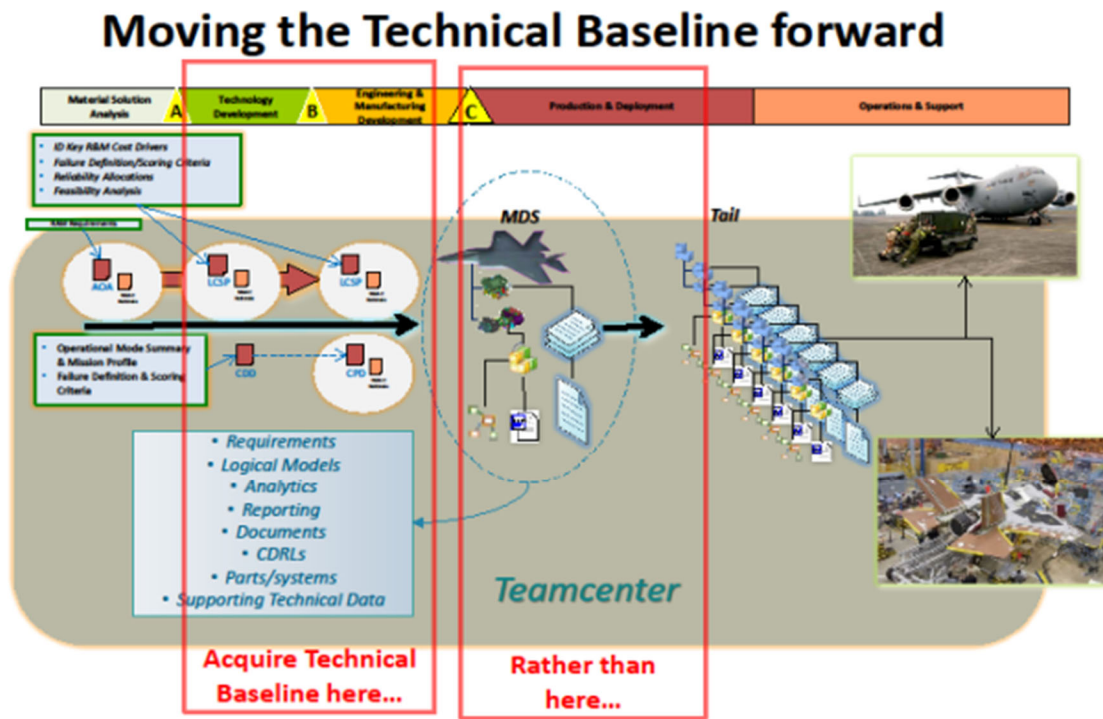 Moving the Technical Baseline forward
Material Solution
Analysis
A
Technology
Development
B
Engineering &
Manufacturing
Development
C
Production & Deployment
Operations & Support
• ID Key R&M Cost Drivers
• Failure Definition/Scoring Criteria
• Reliability Allocations
• Feasibility Analysis
Requirements
AOA
LCSP
LCSP
• Operational Mode Summary
& Mission Profile
• Failure Definition & Scoring
Criteria
CDD
CPD
MDS
Tail
• Requirements
• Logical Models
• Analytics
• Reporting
• Documents
• CDRLs
• Parts/systems
• Supporting Technical Data
Teamcenter
Acquire Technical
Baseline here...
Rather than
here...